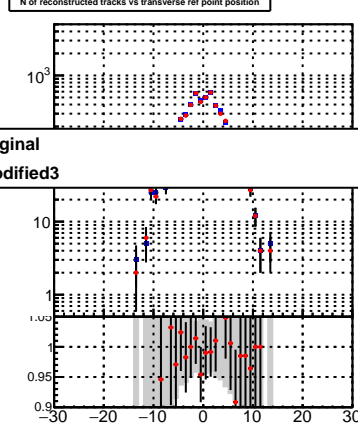 N of reconstructed tracks vs transverse ref point position
10³
ginal
odified3
10
1
1.05
1
0.95
0.9
−30 −20 −10 0 10 20 30